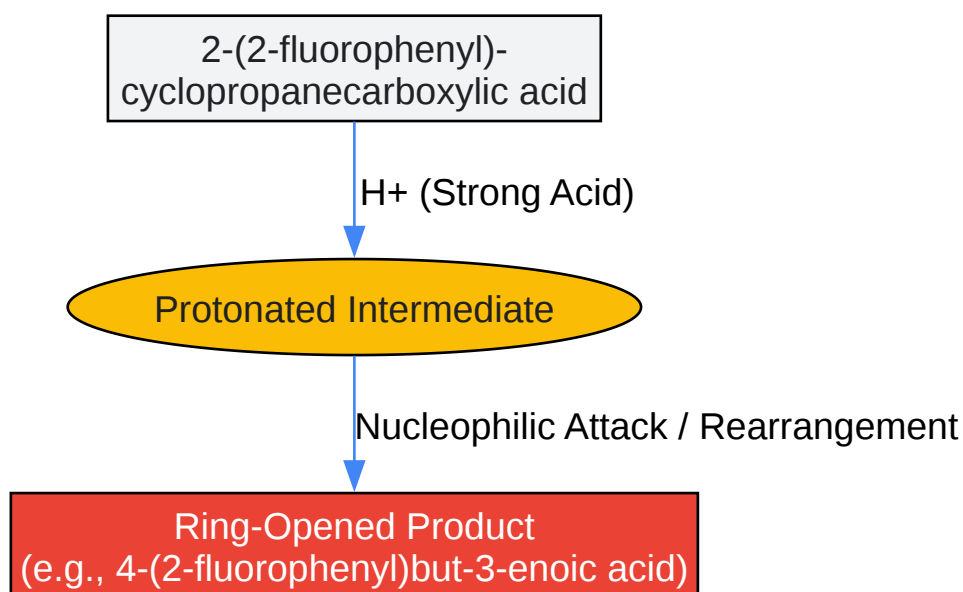 2-(2-fluorophenyl)-
cyclopropanecarboxylic acid
H+ (Strong Acid)
Protonated Intermediate
Nucleophilic Attack / Rearrangement
Ring-Opened Product
(e.g., 4-(2-fluorophenyl)but-3-enoic acid)